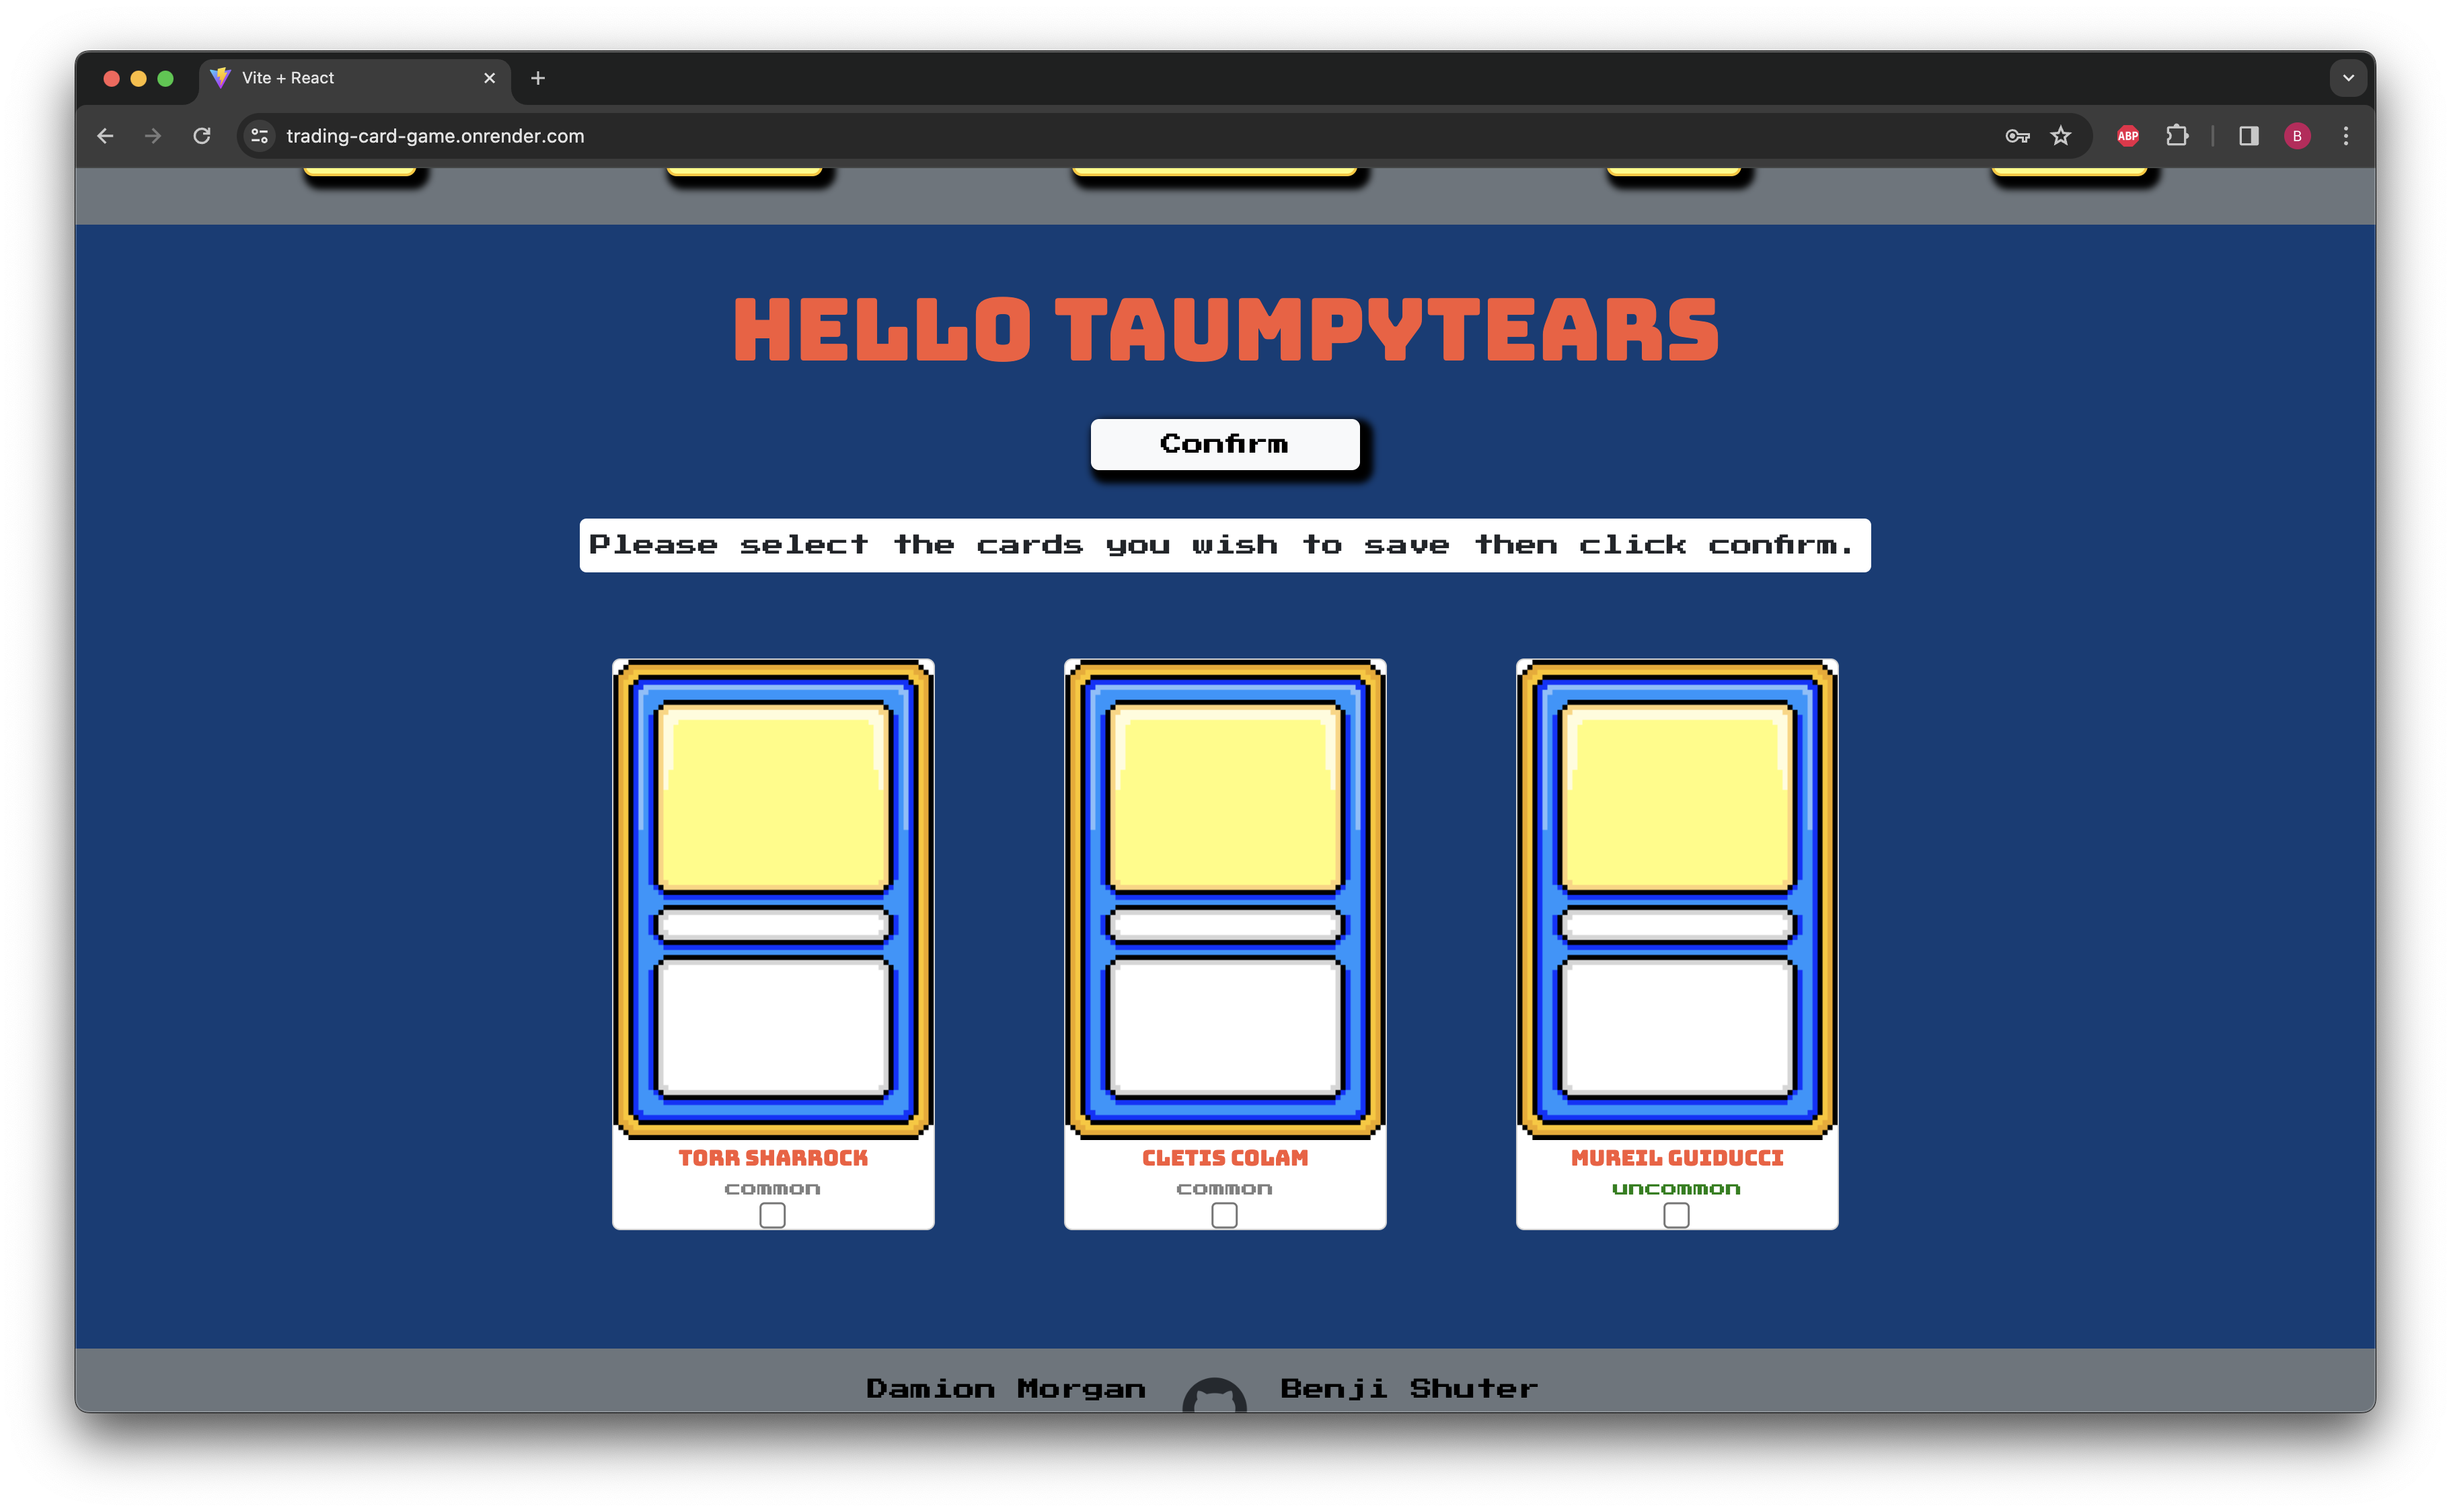 Vite + React
trading-card-game.onrender.com
ABP
B
HELLO TAUMPYTEARS
Confirm
Please select the cards you wish to save then click confirm.
TORR SHARROCK
common
CLETIS COLAM
common
MUREIL GUIDUCCI
uncommon
Damion Morgan
Benji Shuter